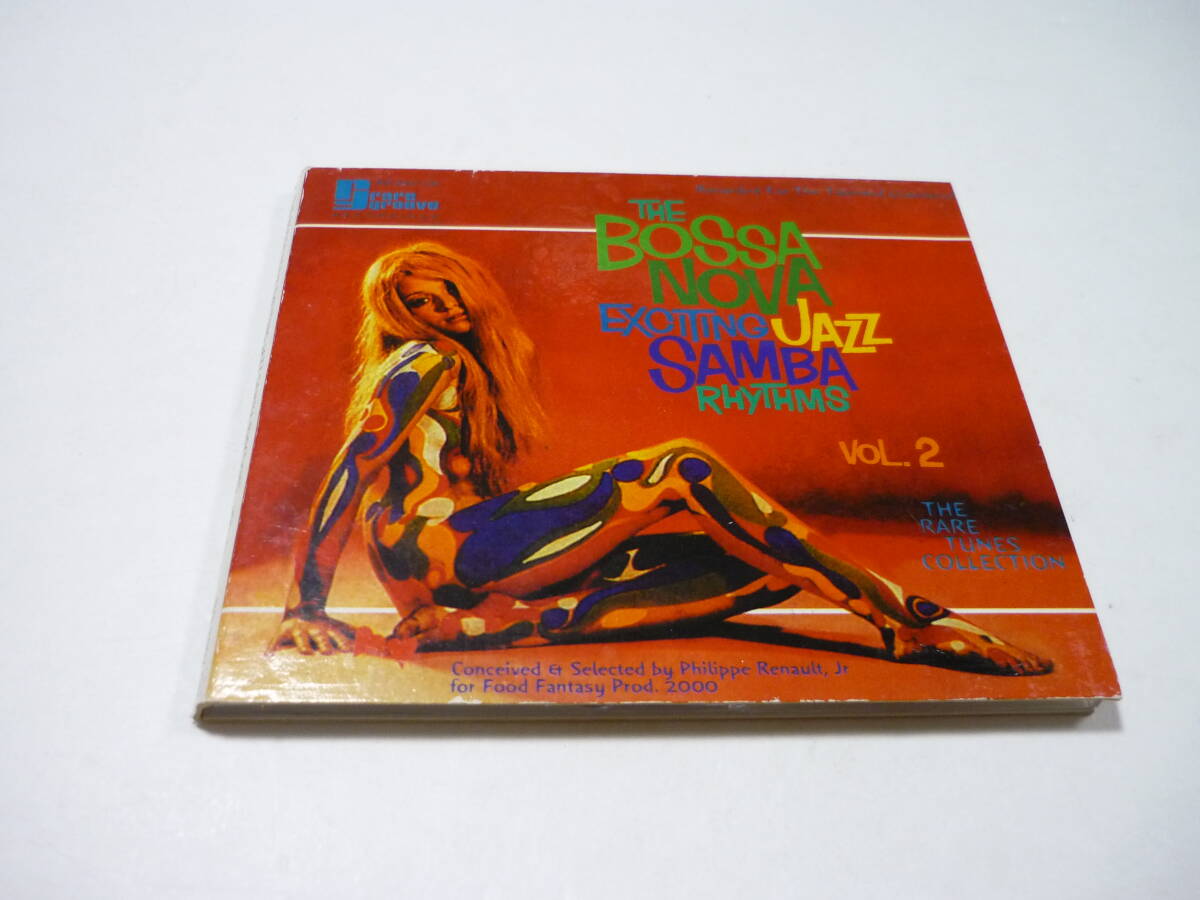 rare
groove
THE
BOSSA
NOVA
EXCITING JAZZ
SAMBA
RHYTHMS
VOL. 2
THE
RARE
TUNES
COLLECTION
Conceived & Selected by Philippe Renault, Jr
for Food Fantasy Prod. 2000